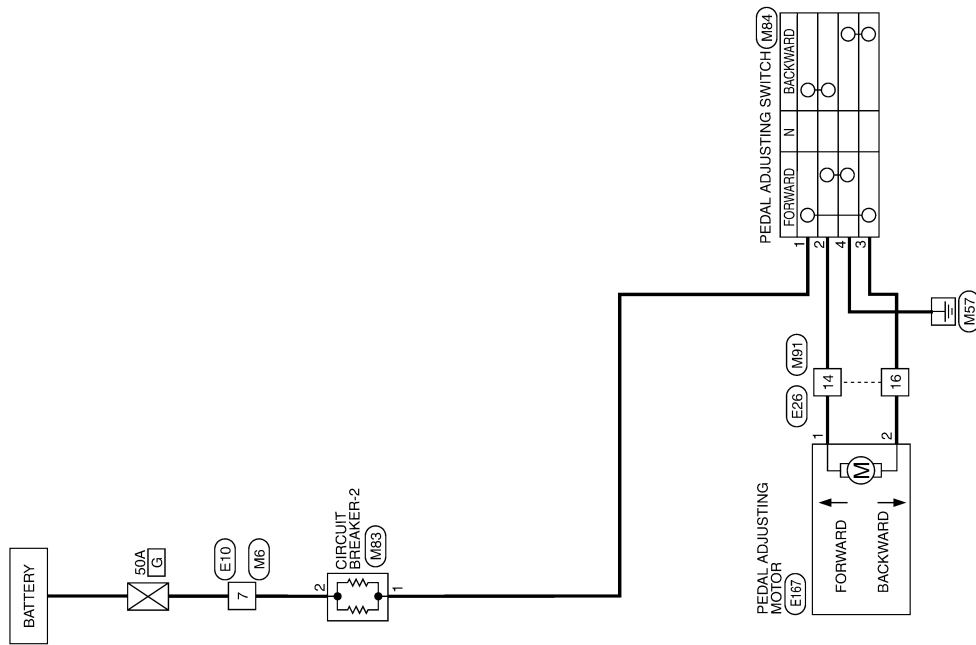 BATTERY
50A
G
7
E10
M6
2
CIRCUIT
BREAKER-2
M83
1
PEDAL ADJUSTING SWITCH
M84
FORWARD
N
BACKWARD
1
2
4
3
M57
E26
M91
14
16
1
2
PEDAL ADJUSTING
MOTOR
E167
M
FORWARD
BACKWARD